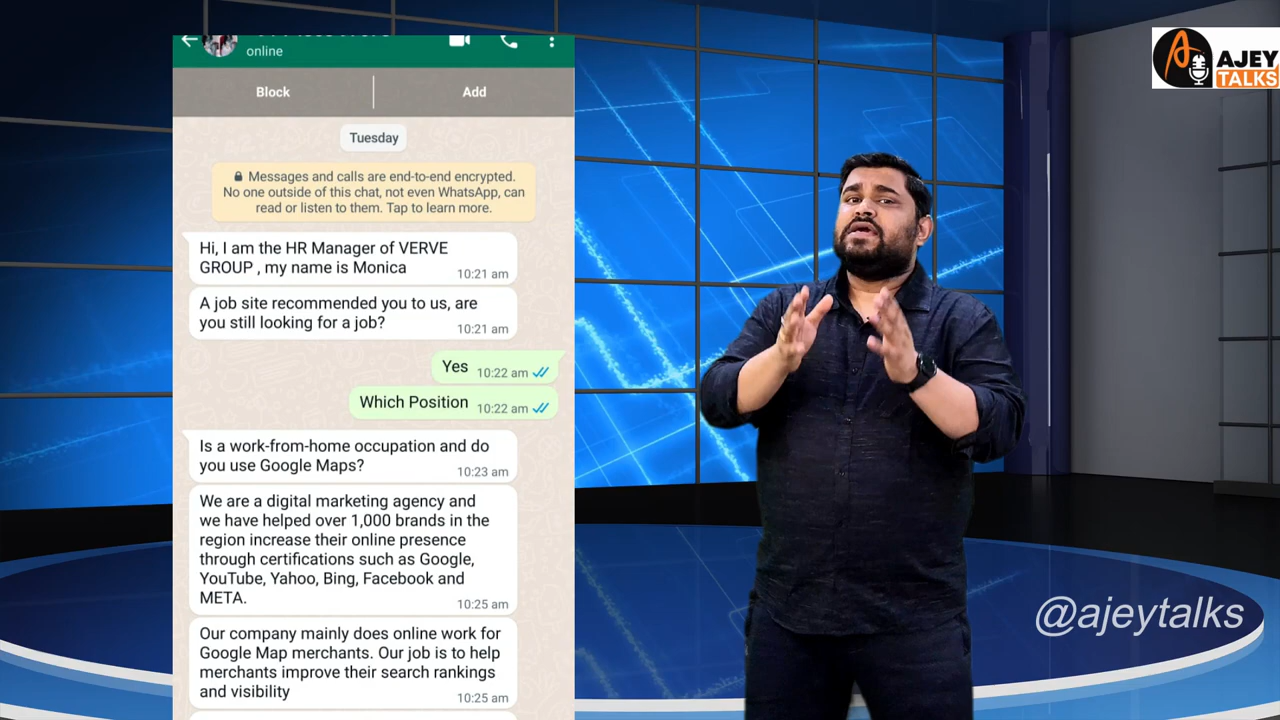 online
Block
Add
Tuesday
Messages and calls are end-to-end encrypted.
No one outside of this chat, not even WhatsApp, can
read or listen to them. Tap to learn more.
Hi, I am the HR Manager of VERVE
GROUP , my name is Monica
10:21 am
A job site recommended you to us, are
you still looking for a job?
10:21 am
Yes
10:22 am
Which Position
10:22 am
Is a work-from-home occupation and do
you use Google Maps?
10:23 am
We are a digital marketing agency and
we have helped over 1,000 brands in the
region increase their online presence
through certifications such as Google,
YouTube, Yahoo, Bing, Facebook and
META.
10:25 am
Our company mainly does online work for
Google Map merchants. Our job is to help
merchants improve their search rankings
and visibility
10:25 am
AJEY
TALKS
@ajeytalks